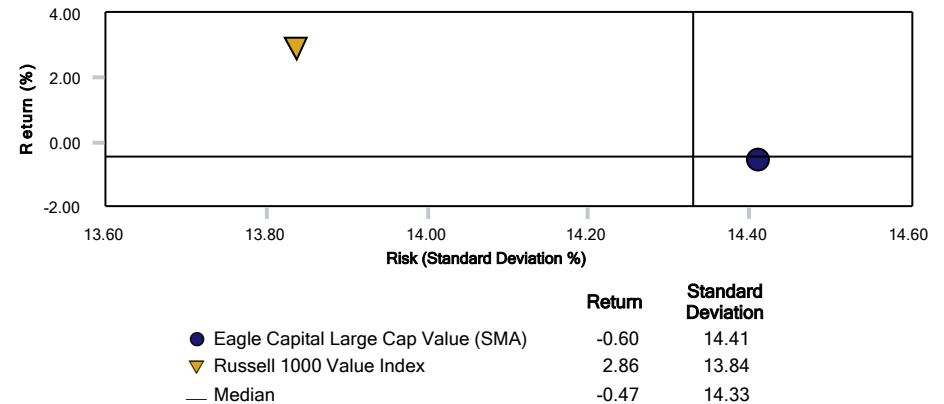 4.00
2.00
0.00
-2.00
Return (%)
13.60 13.80 14.00 14.20 14.40 14.60
Risk (Standard Deviation %)
Return Standard Deviation
Eagle Capital Large Cap Value (SMA) -0.60 14.41
Russell 1000 Value Index 2.86 13.84
Median -0.47 14.33